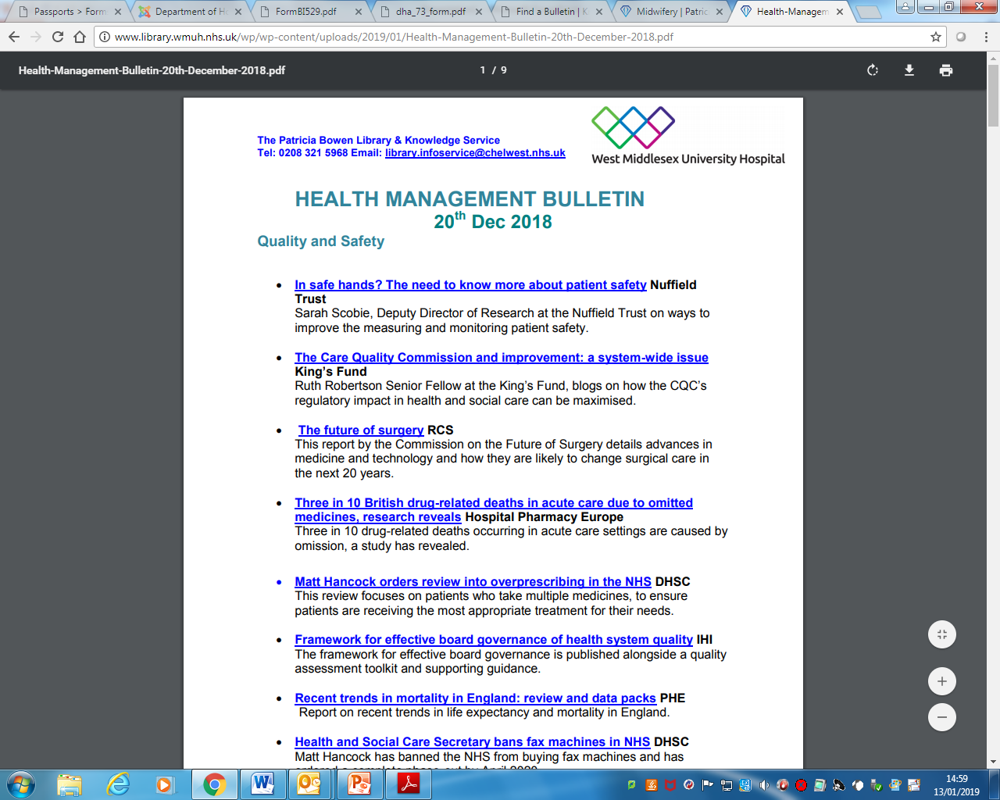 Passports > Form
Department of He
FormBI529.pdf
dha_73_form.pdf
Find a Bulletin | K
Midwifery | Patric
Health-Managem
www.library.wmuh.nhs.uk/wp/wp-content/uploads/2019/01/Health-Management-Bulletin-20th-December-2018.pdf
Health-Management-Bulletin-20th-December-2018.pdf
1 / 9
The Patricia Bowen Library & Knowledge Service
Tel: 0208 321 5968 Email: library.infoservice@chelwest.nhs.uk
West Middlesex University Hospital
HEALTH MANAGEMENT BULLETIN
20th Dec 2018
Quality and Safety
• In safe hands? The need to know more about patient safety Nuffield
Trust
Sarah Scobie, Deputy Director of Research at the Nuffield Trust on ways to
improve the measuring and monitoring patient safety.
• The Care Quality Commission and improvement: a system-wide issue
King's Fund
Ruth Robertson Senior Fellow at the King's Fund, blogs on how the CQC's
regulatory impact in health and social care can be maximised.
• The future of surgery RCS
This report by the Commission on the Future of Surgery details advances in
medicine and technology and how they are likely to change surgical care in
the next 20 years.
• Three in 10 British drug-related deaths in acute care due to omitted
medicines, research reveals Hospital Pharmacy Europe
Three in 10 drug-related deaths occurring in acute care settings are caused by
omission, a study has revealed.
• Matt Hancock orders review into overprescribing in the NHS DHSC
This review focuses on patients who take multiple medicines, to ensure
patients are receiving the most appropriate treatment for their needs.
• Framework for effective board governance of health system quality IHI
The framework for effective board governance is published alongside a quality
assessment toolkit and supporting guidance.
• Recent trends in mortality in England: review and data packs PHE
Report on recent trends in life expectancy and mortality in England.
• Health and Social Care Secretary bans fax machines in NHS DHSC
Matt Hancock has banned the NHS from buying fax machines and has
ordered a complete phase-out by April 2020
14:59
13/01/2019